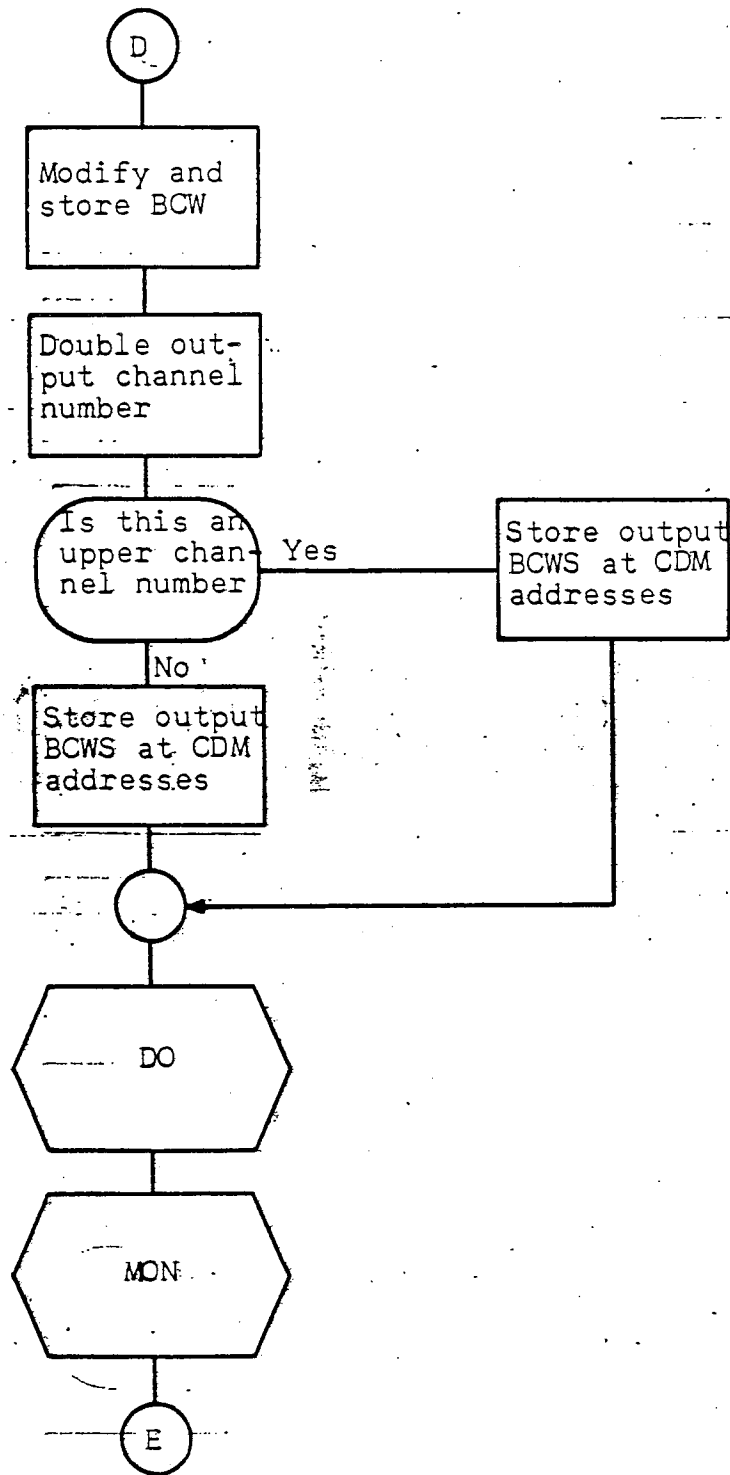 D
Modify and
store BCW
Double out-
put channel
number
Is this an
upper chan-
nel number
Yes
Store output
BCWS at CDM
addresses
No
Store output
BCWS at CDM
addresses
DO
MON
E